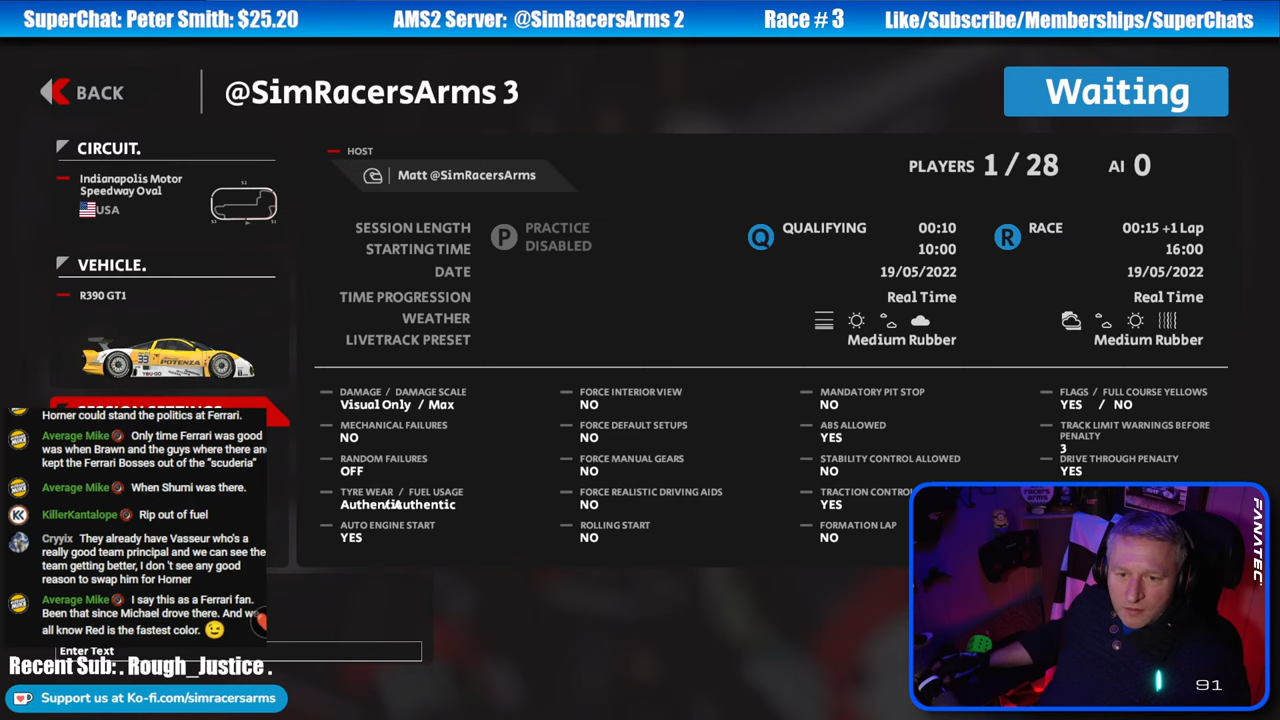 SuperChat: Peter Smith: $25.20
AMS2 Server: @SimRacersArms 2
Race # 3
Like/Subscribe/Memberships/SuperChats
BACK
@SimRacersArms 3
Waiting
CIRCUIT.
Indianapolis Motor
Speedway Oval
USA
VEHICLE.
R390 GT1
33
POTENZA
HOST
Matt @SimRacersArms
PLAYERS 1 / 28
AI 0
SESSION LENGTH
STARTING TIME
DATE
TIME PROGRESSION
WEATHER
LIVETRACK PRESET
P
PRACTICE
DISABLED
Q
QUALIFYING
00:10
10:00
19/05/2022
Real Time
Medium Rubber
R
RACE
00:15 +1 Lap
16:00
19/05/2022
Real Time
Medium Rubber
DAMAGE / DAMAGE SCALE
Visual Only / Max
MECHANICAL FAILURES
NO
RANDOM FAILURES
OFF
TYRE WEAR / FUEL USAGE
Authentic/Authentic
AUTO ENGINE START
YES
FORCE INTERIOR VIEW
NO
FORCE DEFAULT SETUPS
NO
FORCE MANUAL GEARS
NO
FORCE REALISTIC DRIVING AIDS
NO
ROLLING START
NO
MANDATORY PIT STOP
NO
ABS ALLOWED
YES
STABILITY CONTROL ALLOWED
NO
TRACTION CONTRO
YES
FORMATION LAP
NO
FLAGS / FULL COURSE YELLOWS
YES / NO
TRACK LIMIT WARNINGS BEFORE
PENALTY
3
DRIVE THROUGH PENALTY
YES
Horner could stand the politics at Ferrari.
Average Mike Only time Ferrari was good
was when Brawn and the guys where there and
kept the Ferrari Bosses out of the "scuderia"
Average Mike When Shumi was there.
KillerKantalope Rip out of fuel
Cryyix They already have Vasseur who's a
really good team principal and we can see the
team getting better, I don 't see any good
reason to swap him for Horner
Average Mike I say this as a Ferrari fan.
Been that since Michael drove there. And we
all know Red is the fastest color.
Enter Text
Recent Sub: . Rough_Justice .
Support us at Ko-fi.com/simracersarms
FANATEC
91